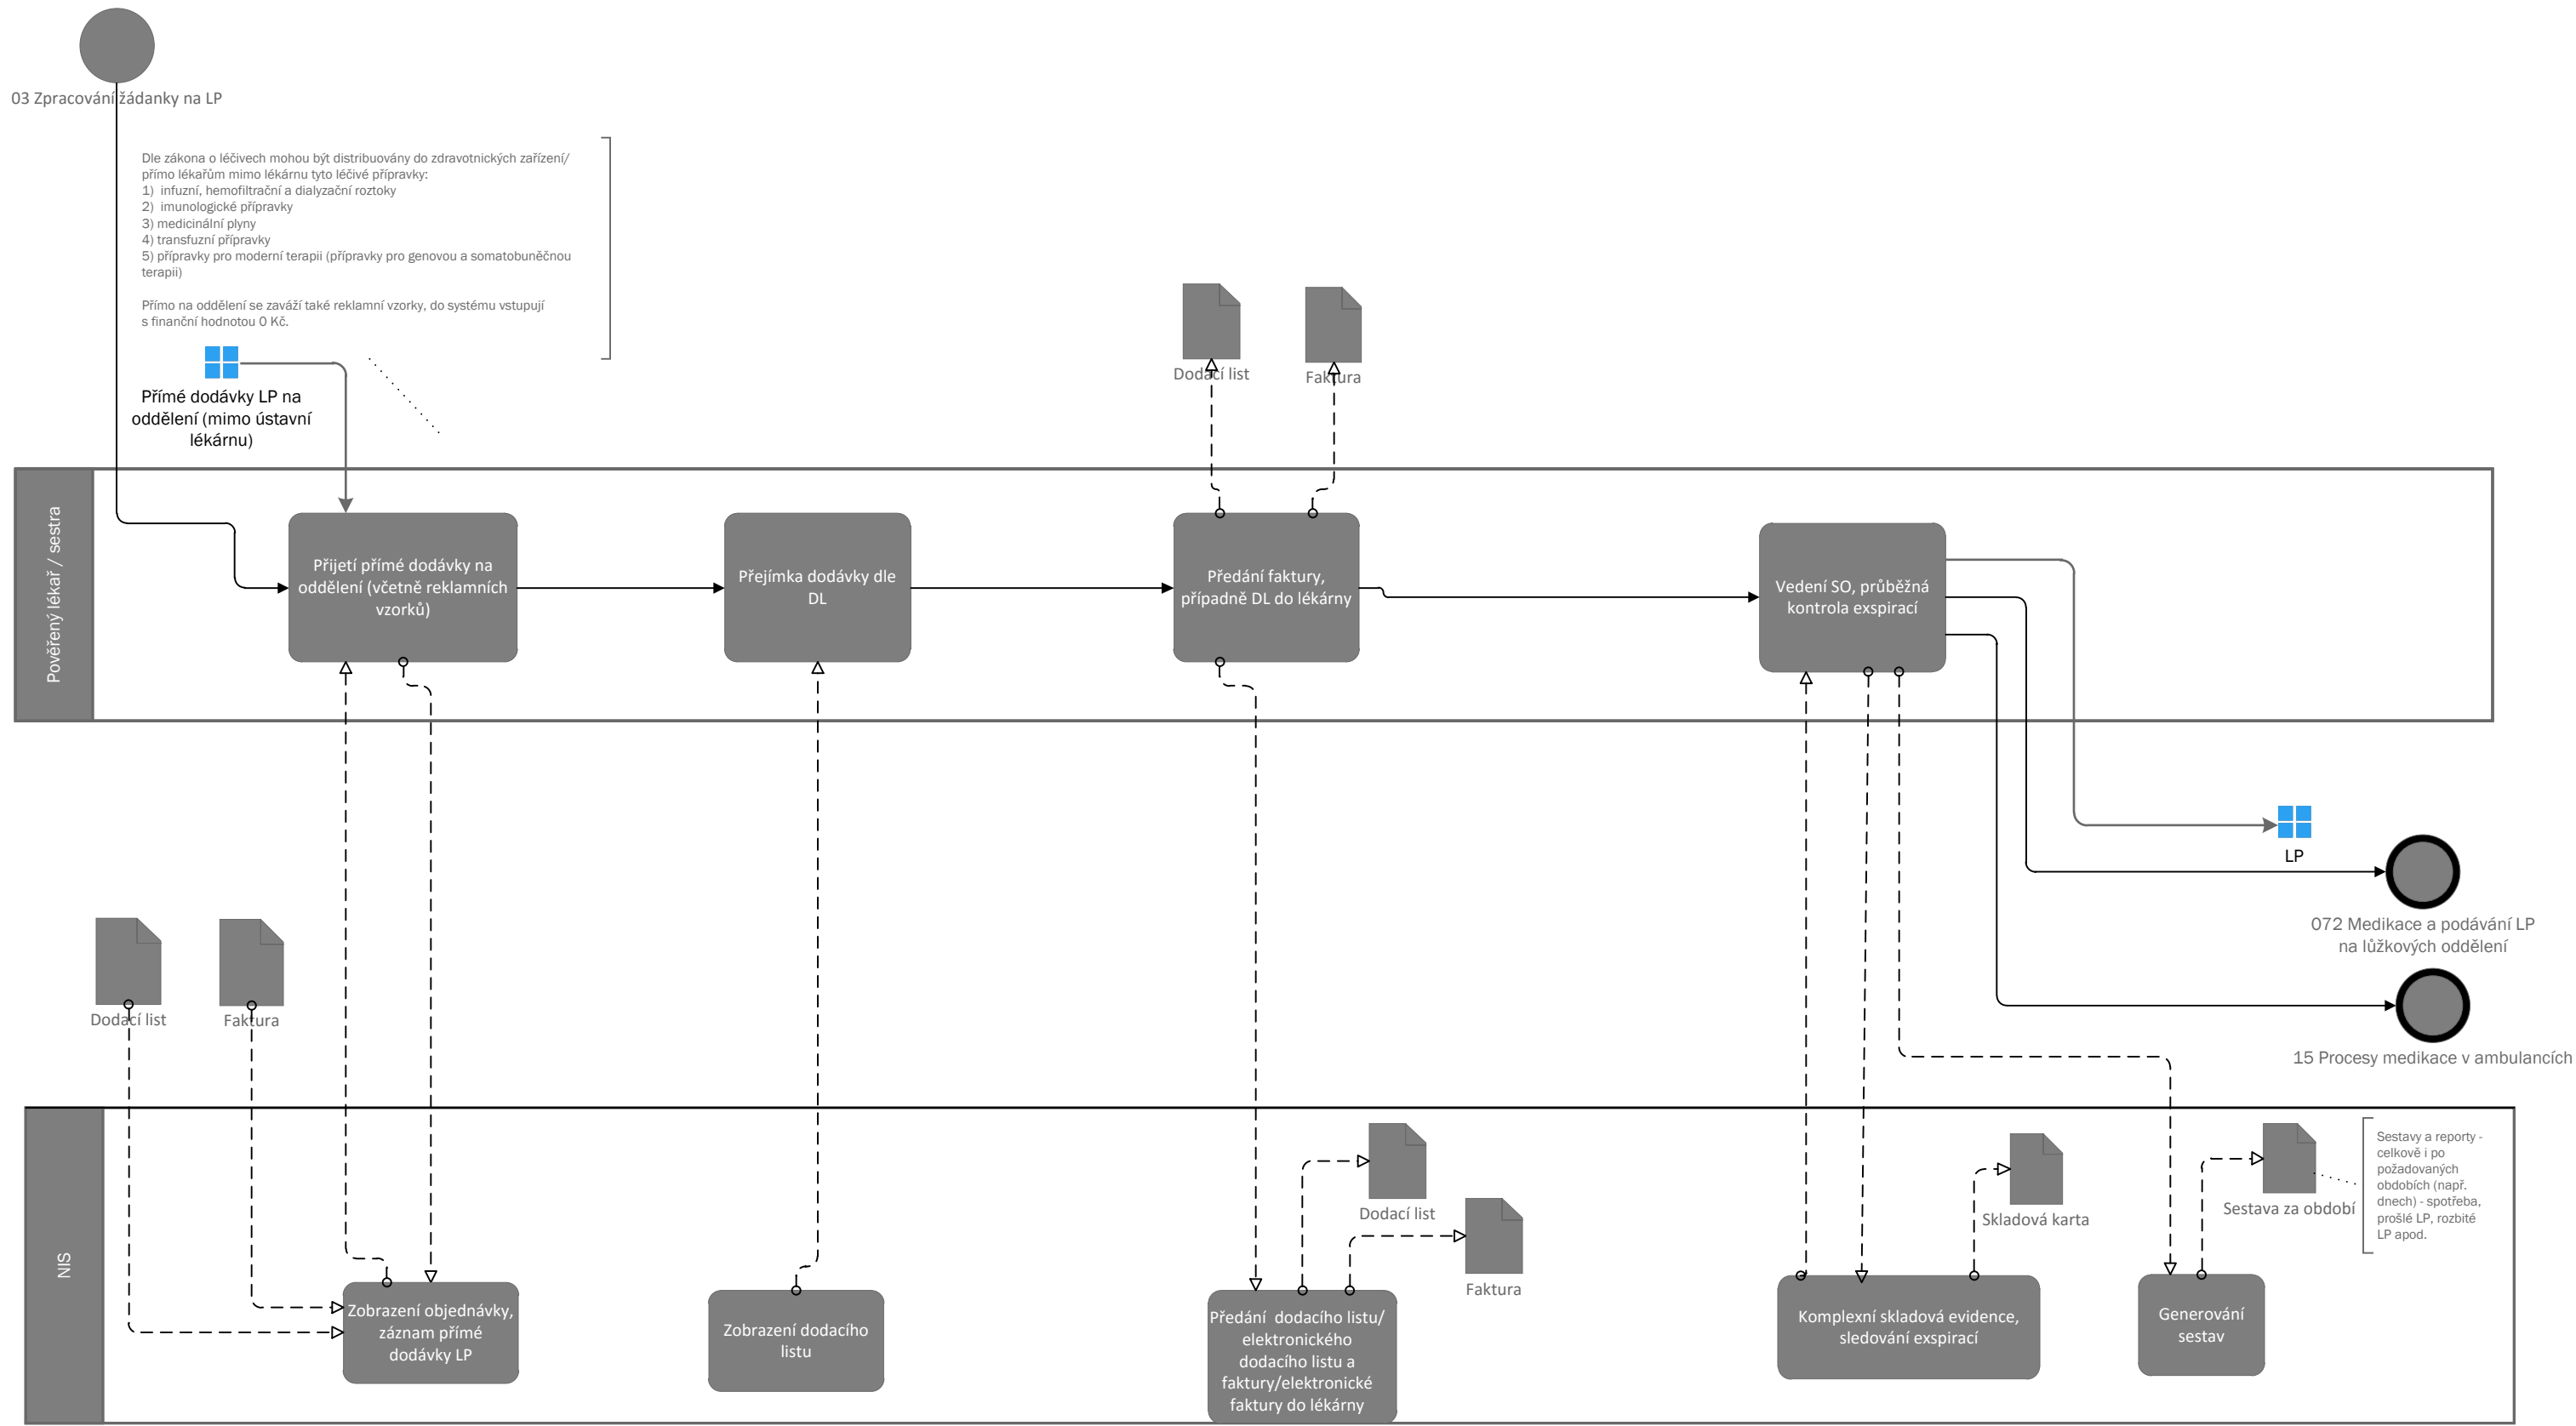 03 Zpracování žádanky na LP
Dle zákona o léčivech mohou být distribuovány do zdravotnických zařízení/
přímo lékařům mimo lékárnu tyto léčivé přípravky:
1) infuzní, hemofiltrační a dialyzační roztoky
2) imunologické přípravky
3) medicinální plyny
4) transfuzní přípravky
5) přípravky pro moderní terapii (přípravky pro genovou a somatobuněčnou
terapii)
Přímo na oddělení se zaváží také reklamní vzorky, do systému vstupují
s finanční hodnotou 0 Kč.
Přímé dodávky LP na
oddělení (mimo ústavní
lékárnu)
Dodací list
Faktura
Pověřený lékař / sestra
Přijetí přímé dodávky na
oddělení (včetně reklamních
vzorků)
Přejímka dodávky dle
DL
Předání faktury,
případně DL do lékárny
Vedení SO, průběžná
kontrola exspirací
LP
072 Medikace a podávání LP
na lůžkových oddělení
15 Procesy medikace v ambulancích
Dodací list
Faktura
NIS
Zobrazení objednávky,
záznam přímé
dodávky LP
Zobrazení dodacího
listu
Předání dodacího listu/
elektronického
dodacího listu a
faktury/elektronické
faktury do lékárny
Dodací list
Faktura
Komplexní skladová evidence,
sledování exspirací
Skladová karta
Generování
sestav
Sestava za období
Sestavy a reporty -
celkově i po
požadovaných
obdobích (např.
dnech) - spotřeba,
prošlé LP, rozbité
LP apod.